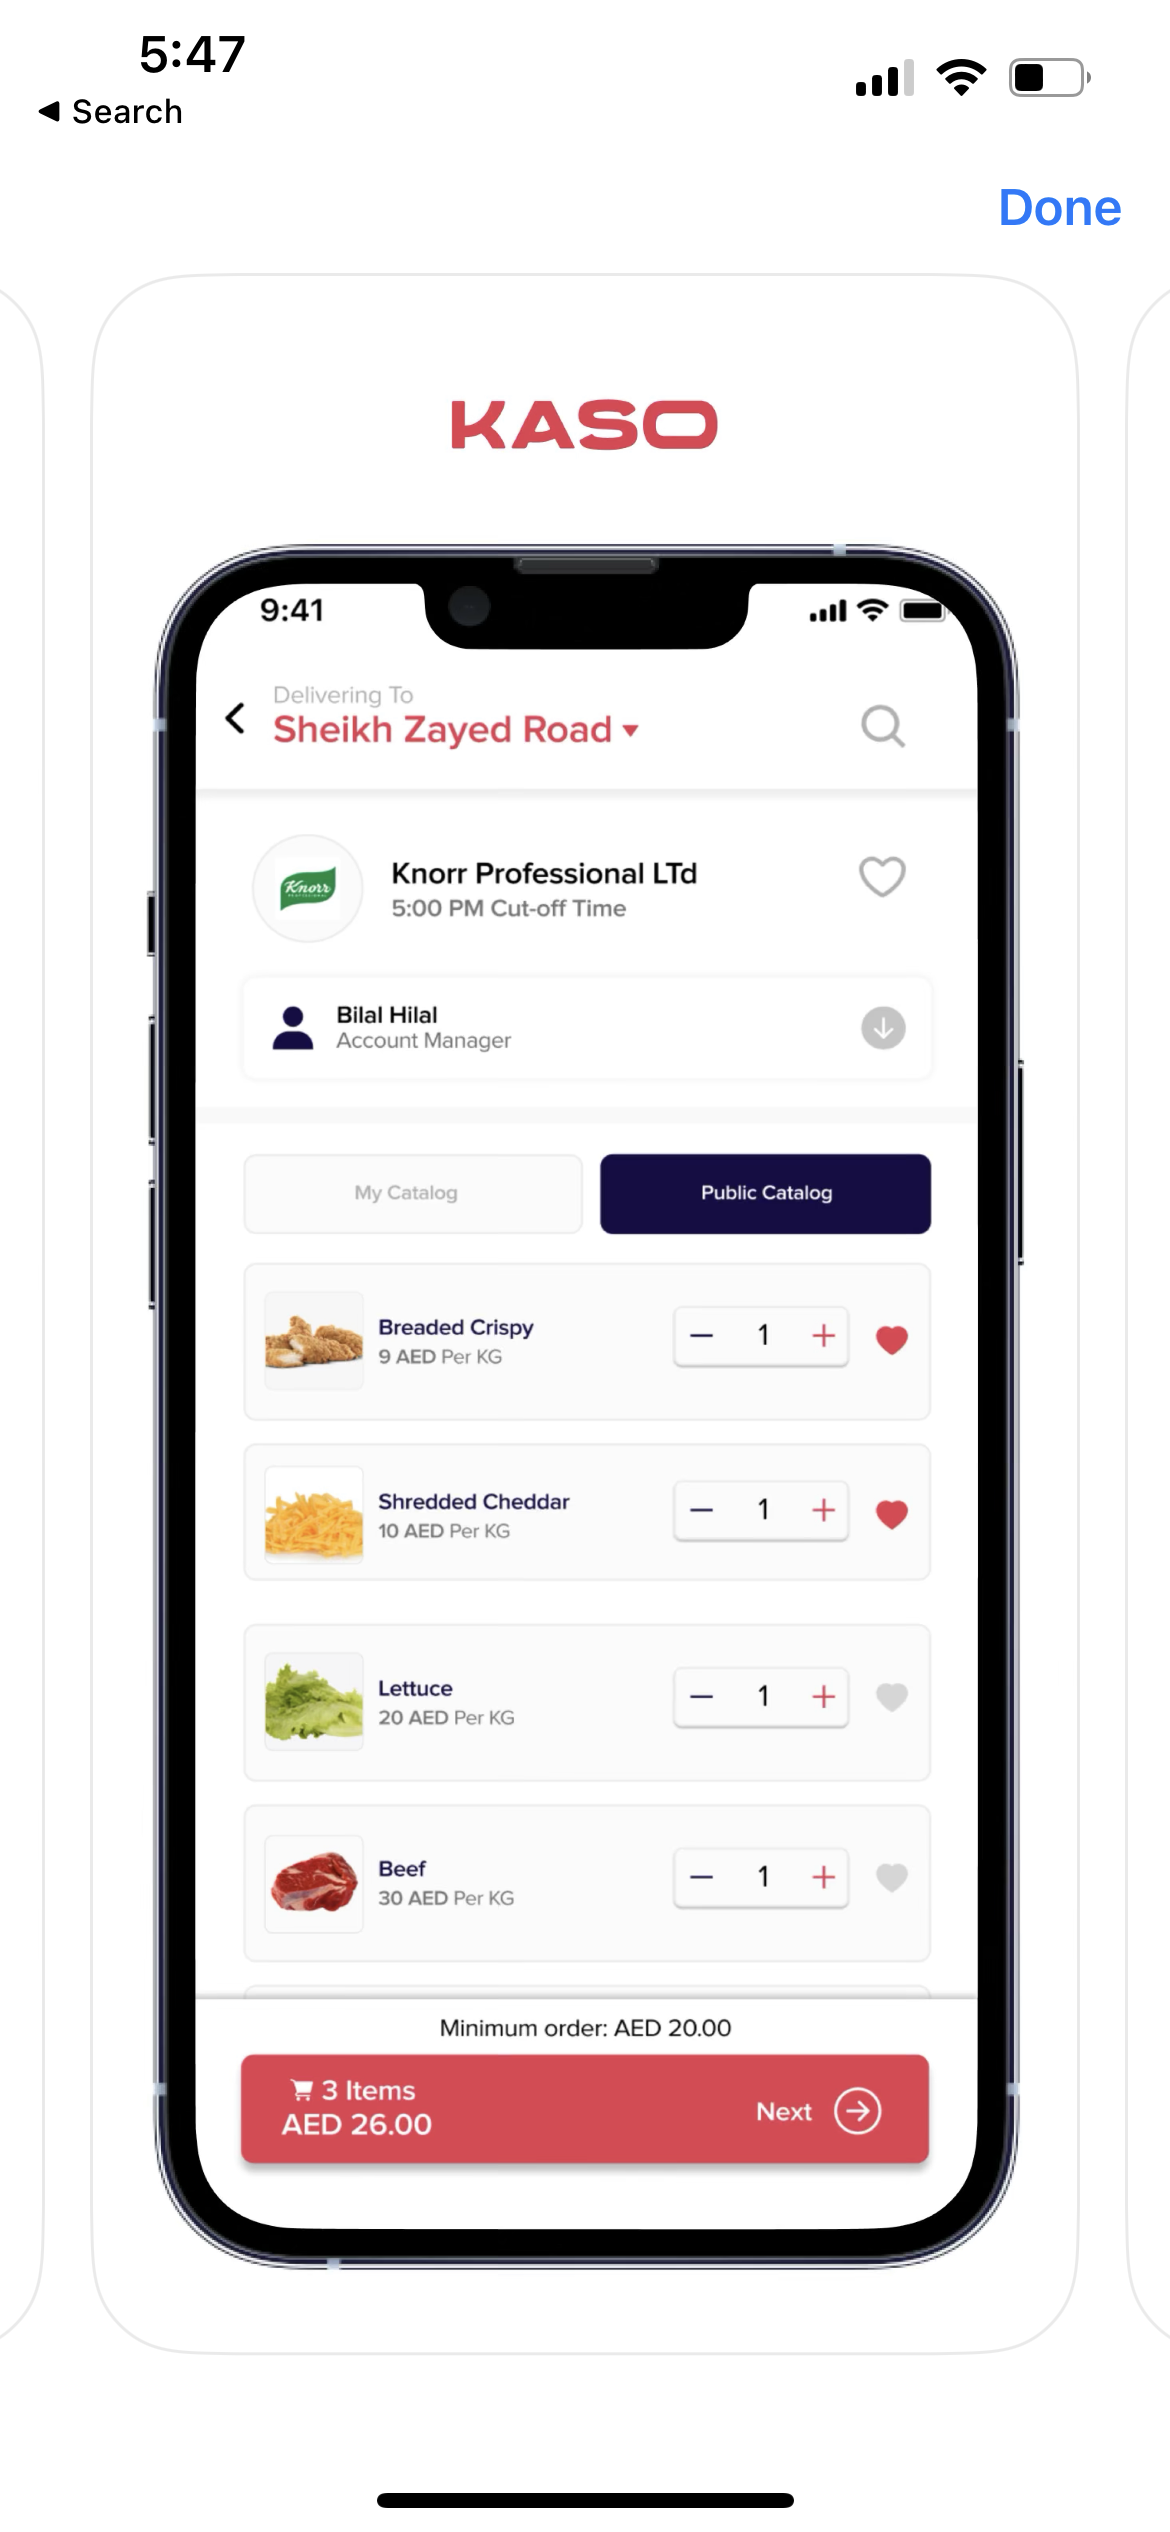 5:47
Search
Done
KASO
9:41
Delivering To
Sheikh Zayed Road
Knorr
Knorr Professional LTd
5:00 PM Cut-off Time
Bilal Hilal
Account Manager
My Catalog
Public Catalog
Breaded Crispy
9 AED Per KG
1
Shredded Cheddar
10 AED Per KG
1
Lettuce
20 AED Per KG
1
Beef
30 AED Per KG
1
Minimum order: AED 20.00
3 Items
AED 26.00
Next